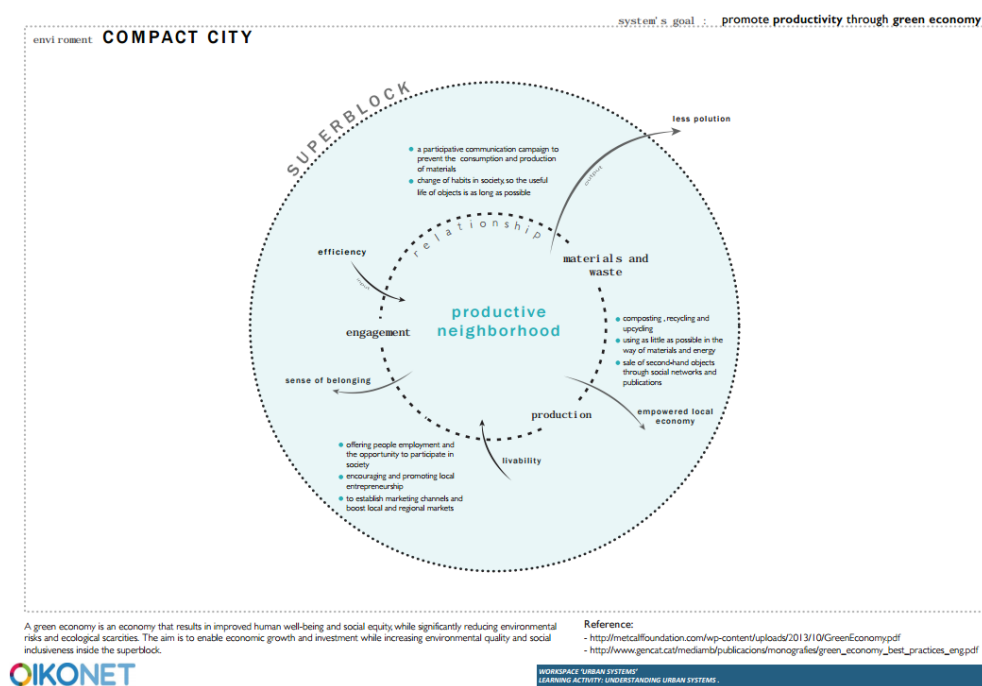 system's goal : promote productivity through green economy
enviroment COMPACT CITY
SUPERBLOCK
less polution
output
a participative communication campaign to
prevent the consumption and production
of materials
change of habits in society, so the useful
life of objects is as long as possible
relationship
efficiency
input
materials and
waste
productive
neighborhood
engagement
composting , recycling and
upcyding
using as little as possible in the
way of materials and energy
sale of second-hand objects
through social networks and
publications
sense of belonging
production
empowered local
economy
livability
offering people employment and
the opportunity to participate in
society
encouraging and promoting local
entrepreneurship
to establish marketing channels and
boost local and regional markets
A green economy is an economy that results in improved human well-being and social equity, while significantly reducing environmental
risks and ecological scarcities. The aim is to enable economic growth and investment while increasing environmental quality and social
inclusiveness inside the superblock.
Reference:
- http://metcalffoundation.com/wp-content/uploads/2013/10/GreenEconomy.pdf
- http://www.gencat.cat/mediamb/publicacions/monografies/green_economy_best_practices_eng.pdf
OIKONET
WORKSPACE 'URBAN SYSTEMS'
LEARNING ACTIVITY: UNDERSTANDING URBAN SYSTEMS .